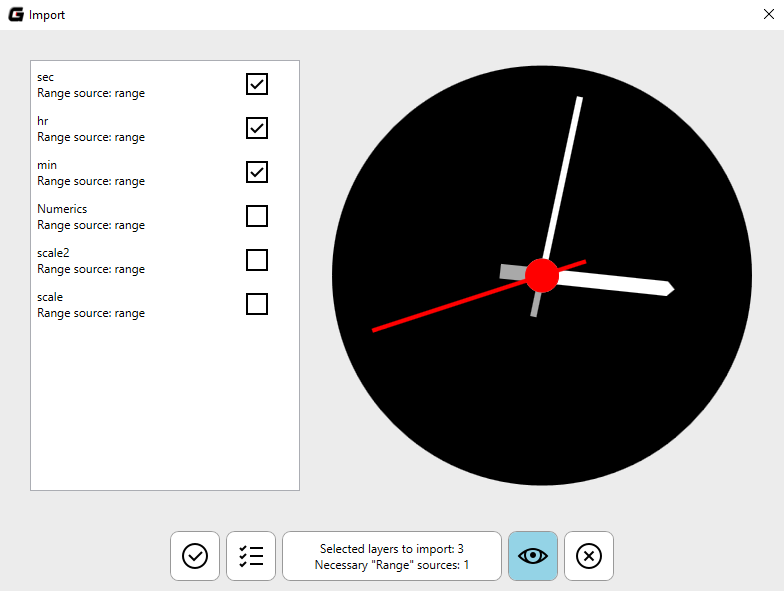 Import
sec
Range source: range
hr
Range source: range
min
Range source: range
Numerics
Range source: range
scale2
Range source: range
scale
Range source: range
Selected layers to import: 3
Necessary "Range" sources: 1